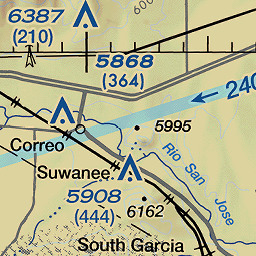 6387
(210)
5868
(364)
240
5995
Correo
Rio San Jose
Suwanee
5908
(444)
6162
South Garcia